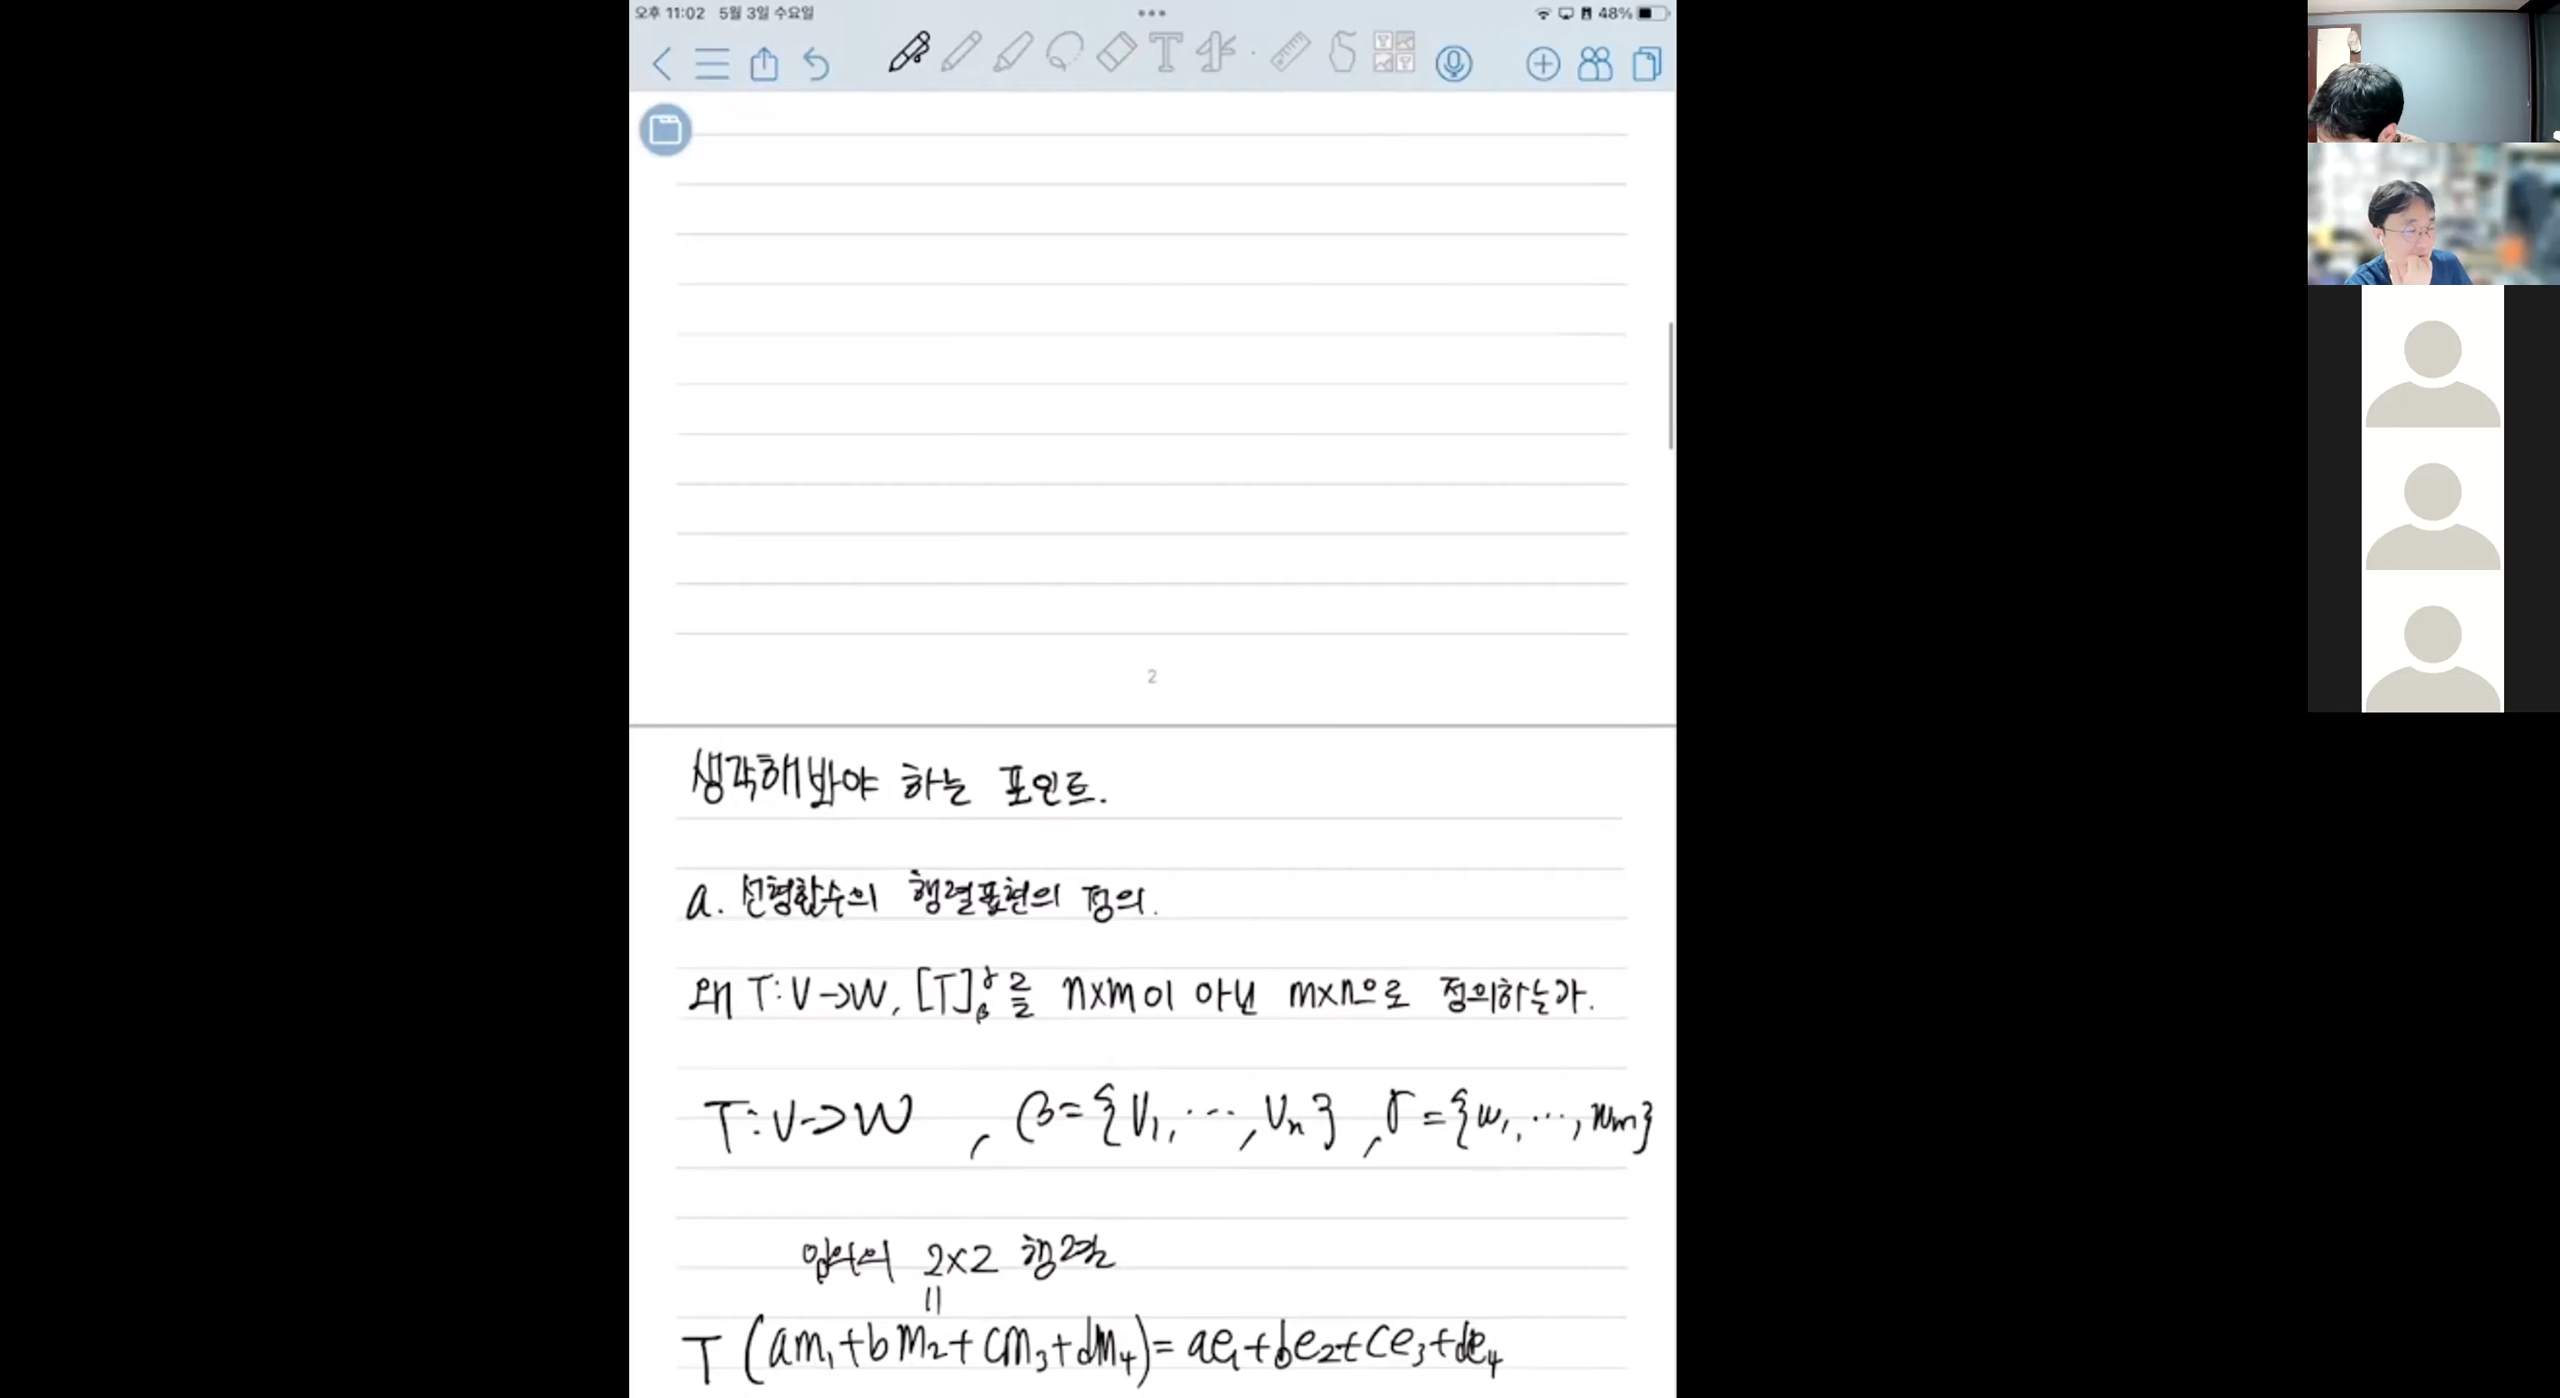 오후 11:02 5월 3일 수요일
48%
2
생각해봐야 하는 포인트.
a. 선형함수의 행렬표현의 정의.
왜 T:V→W, [T]_β^γ를 n×m이 아닌 m×n으로 정의하는가.
T:V→W , β={v₁,⋯,vₙ} ,γ={w₁,⋯,wₘ}
임의의 2×2 행렬
||
T(am₁+bm₂+cm₃+dm₄)=ae₁+be₂+ce₃+de₄